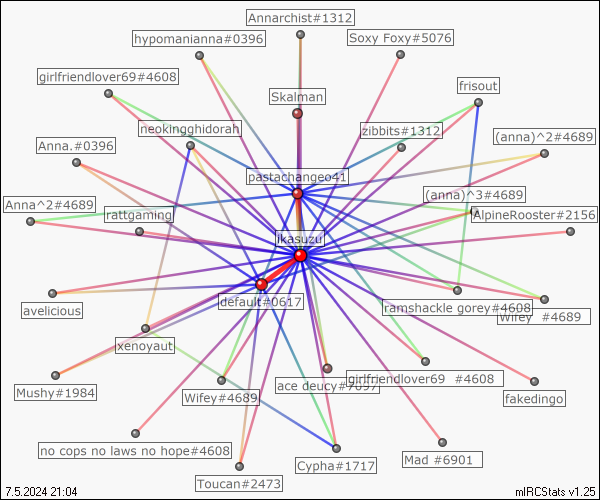 Annarchist#1312
hypomanianna#0396
Soxy Foxy#5076
girlfriendlover69#4608
frisout
Skalman
neokingghidorah
zibbits#1312
Anna.#0396
(anna)^2#4689
pastachangeo41
(anna)^3#4689
Anna^2#4689
rattgaming
AlpineRooster#2156
ikasuzu
default#0617
avelicious
ramshackle gorey#4608
Wifey #4689
xenoyaut
ace deucy#7097
girlfriendlover69 #4608
Mushy#1984
Wifey#4689
fakedingo
no cops no laws no hope#4608
Cypha#1717
Mad #6901
Toucan#2473
7.5.2024 21:04
mIRCStats v1.25